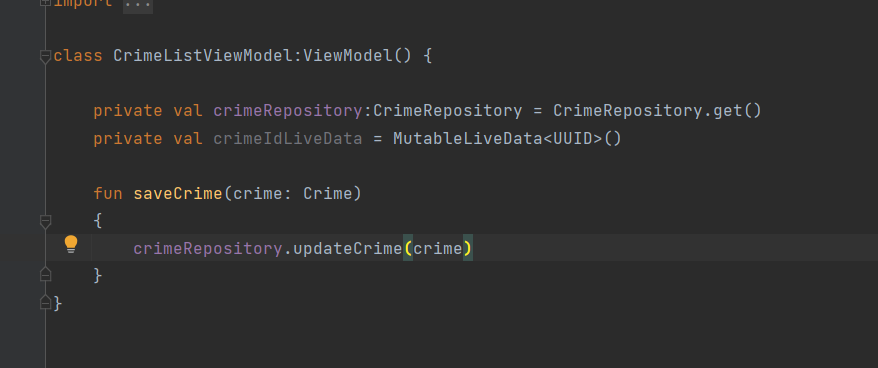 import ...
class CrimeListViewModel:ViewModel() {
private val crimeRepository:CrimeRepository = CrimeRepository.get()
private val crimeIdLiveData = MutableLiveData<UUID>()
fun saveCrime(crime: Crime)
{
crimeRepository.updateCrime(crime)
}
}